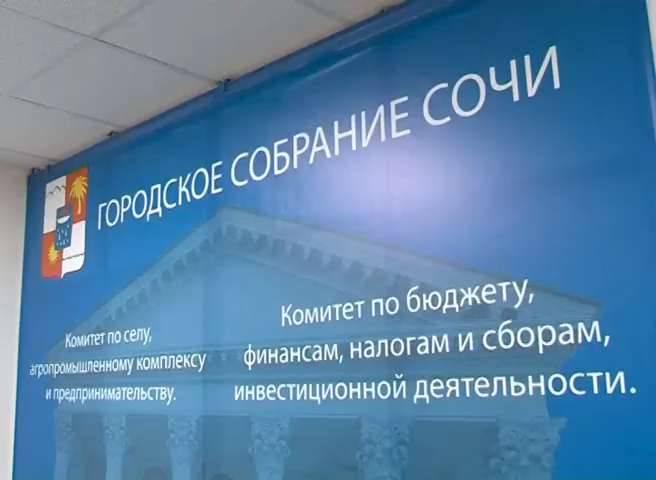 ГОРОДСКОЕ СОБРАНИЕ СОЧИ
Комитет по селу,
агропромышленному комплексу
и предпринимательству.
Комитет по бюджету,
финансам, налогам и сборам,
инвестиционной деятельности.